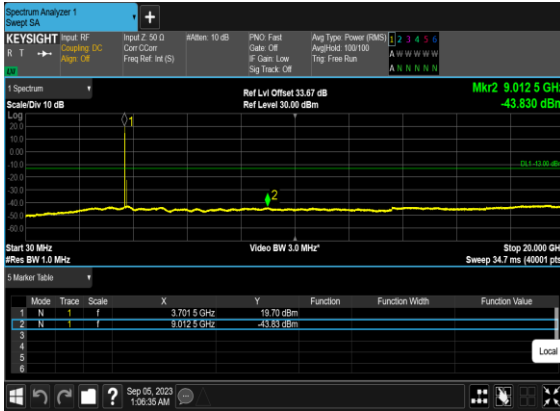 Spectrum Analyzer 1
Swept SA
+
KEYSIGHT Input: RF Input Z: 50 Ω #Atten: 10 dB PNO: Fast Avg Type: Power (RMS) 1 2 3 4 5 6
R T Coupling: DC Corr CCorr Gate: Off Avg|Hold: 100/100 A W W W W W
Align: Off Freq Ref: Int (S) IF Gain: Low Trig: Free Run
Sig Track: Off A N N N N N
1 Spectrum Ref Lvl Offset 33.67 dB Mkr2 9.012 5 GHz
Scale/Div 10 dB Ref Level 30.00 dBm -43.830 dBm
Log
20.0
10.0
0.00
-10.0
-20.0
-30.0
-40.0
-50.0
-60.0
1
2
DL1 -13.00 dBm
Start 30 MHz Video BW 3.0 MHz* Stop 20.000 GHz
#Res BW 1.0 MHz Sweep 34.7 ms (40001 pts)
5 Marker Table
Mode Trace Scale X Y Function Function Width Function Value
1 N 1 f 3.701 5 GHz 19.70 dBm
2 N 1 f 9.012 5 GHz -43.83 dBm
3
4
5
6
Local
? Sep 05, 2023
1:06:35 AM